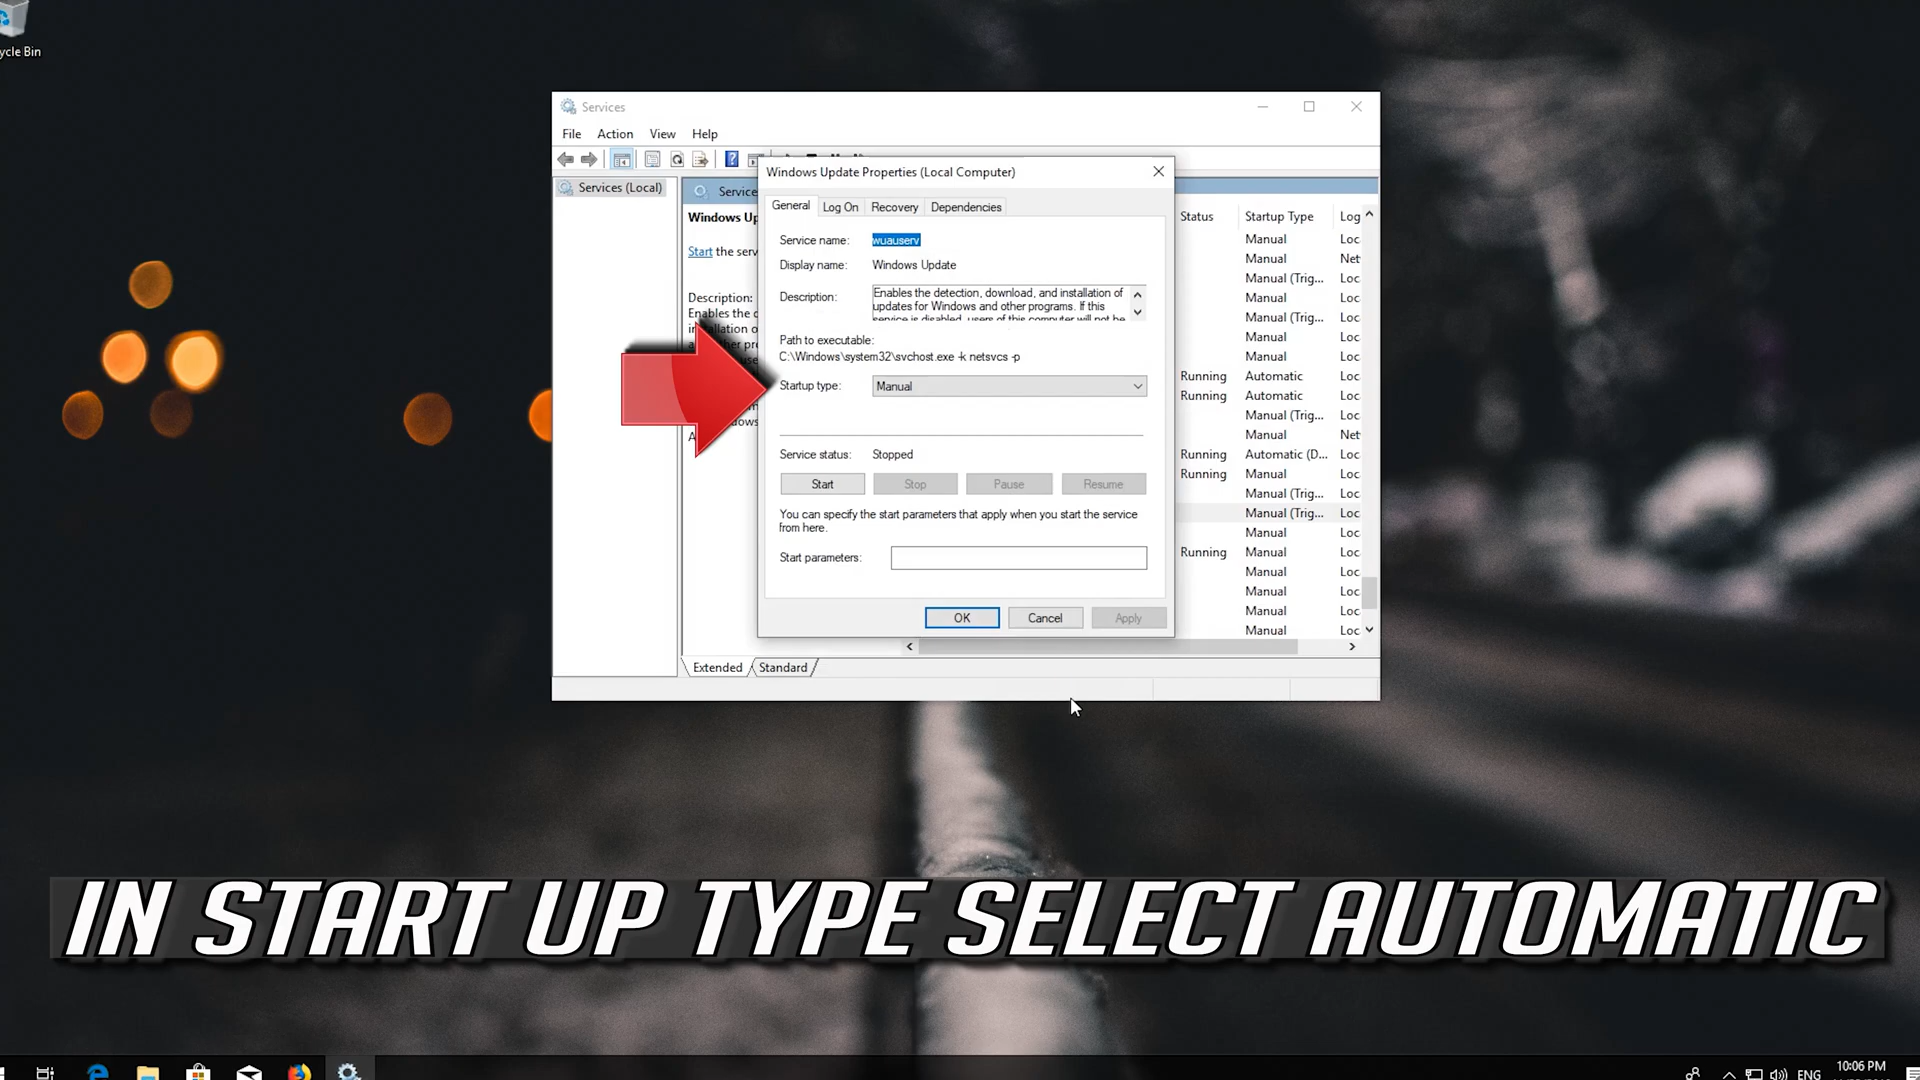 ycle Bin
Services
File Action View Help
Services (Local)
Service
Windows Up
Start the serv
Description:
Enables the d
Windows Update Properties (Local Computer)
General Log On Recovery Dependencies
Service name: wuauserv
Display name: Windows Update
Description: Enables the detection, download, and installation of
updates for Windows and other programs. If this
service is disabled, users of this computer will not be
Path to executable:
C:\Windows\system32\svchost.exe -k netsvcs -p
Startup type: Manual
Service status: Stopped
Start Stop Pause Resume
You can specify the start parameters that apply when you start the service
from here.
Start parameters:
OK Cancel Apply
Status Startup Type Log
Manual Loc
Manual Net
Manual (Trig... Loc
Manual Loc
Manual (Trig... Loc
Manual Loc
Manual Loc
Running Automatic Loc
Running Automatic Loc
Manual (Trig... Loc
Manual Net
Running Automatic (D... Loc
Running Manual Loc
Manual (Trig... Loc
Manual (Trig... Loc
Manual Loc
Running Manual Loc
Manual Loc
Manual Loc
Manual Loc
Manual Loc
Extended Standard
IN START UP TYPE SELECT AUTOMATIC
ENG
10:06 PM